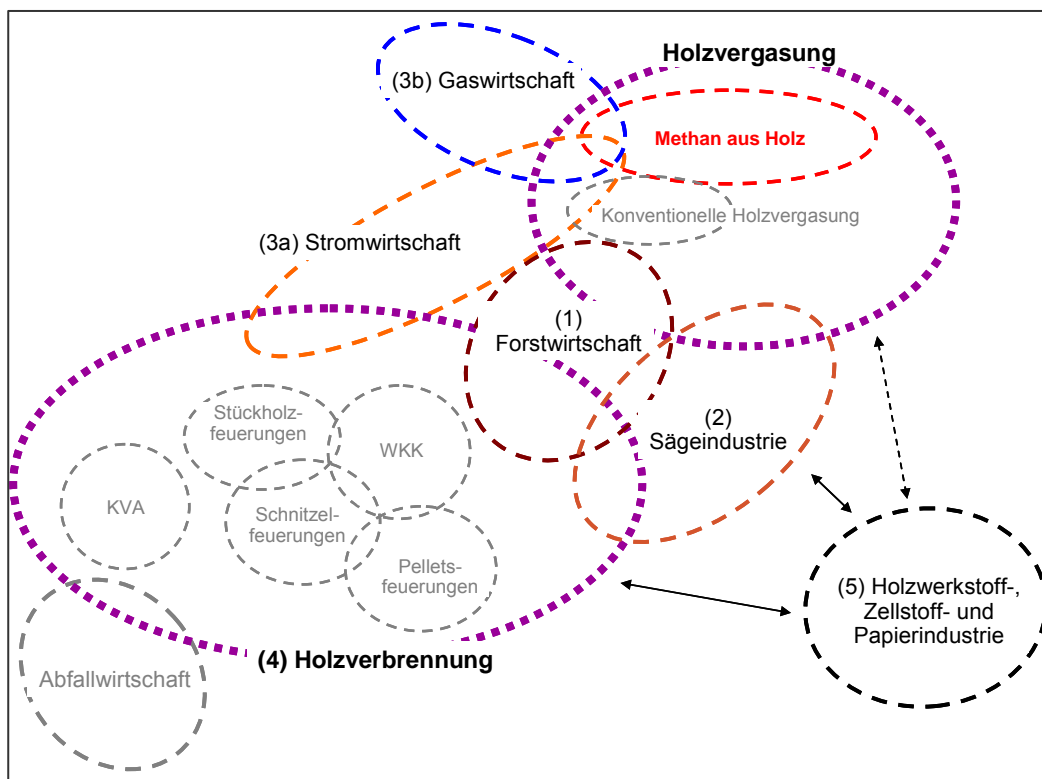 Holzvergasung
(3b) Gaswirtschaft
Methan aus Holz
Konventionelle Holzvergasung
(3a) Stromwirtschaft
(1)
Forstwirtschaft
(2)
Sägeindustrie
Stückholz-
feuerungen
WKK
KVA
Schnitzel-
feuerungen
Pellets-
feuerungen
(5) Holzwerkstoff-,
Zellstoff- und
Papierindustrie
(4) Holzverbrennung
Abfallwirtschaft